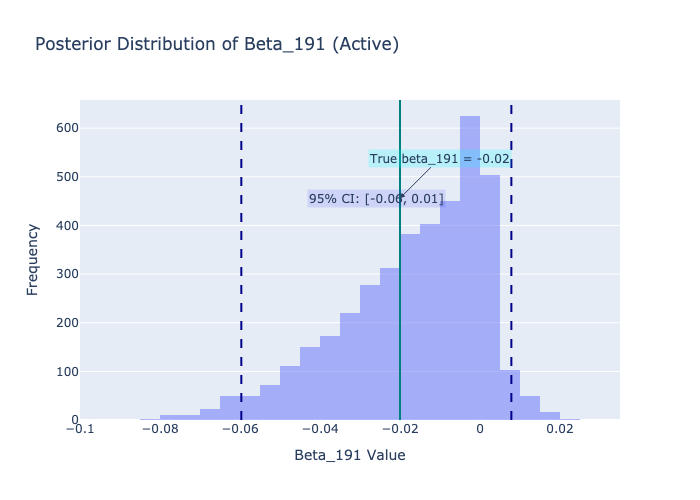 Posterior Distribution of Beta_191 (Active)
600
500
400
300
200
100
0
Frequency
True beta_191 = -0.02
95% CI: [-0.06, 0.01]
−0.1
−0.08
−0.06
−0.04
−0.02
0
0.02
Beta_191 Value